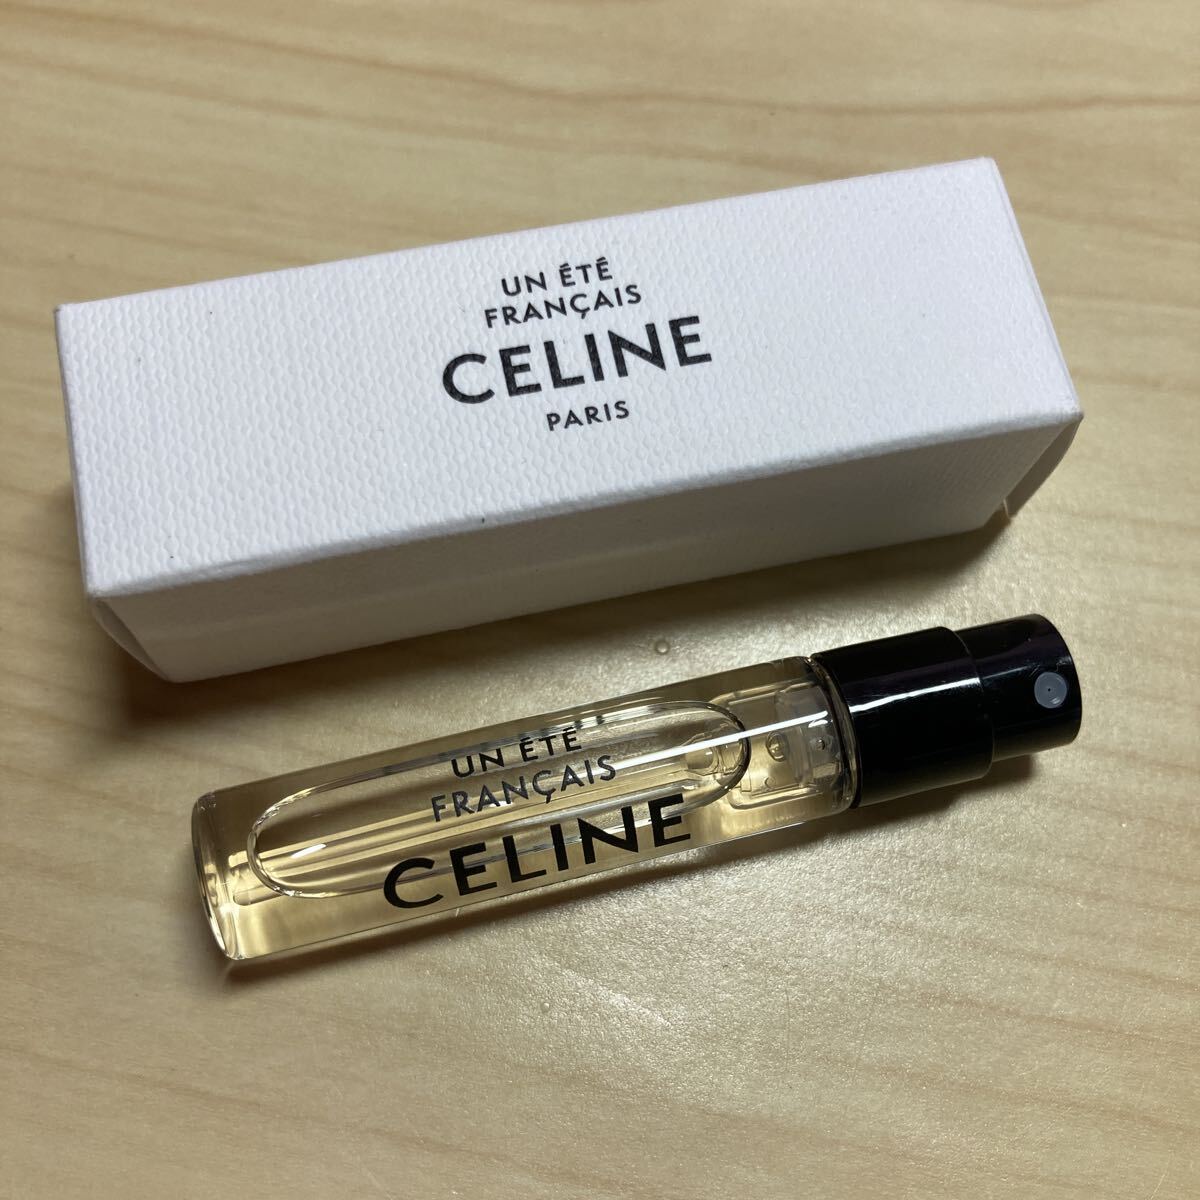 UN ÉTÉ
FRANÇAIS
CELINE
PARIS
UN ÉTÉ
FRANÇAIS
CELINE